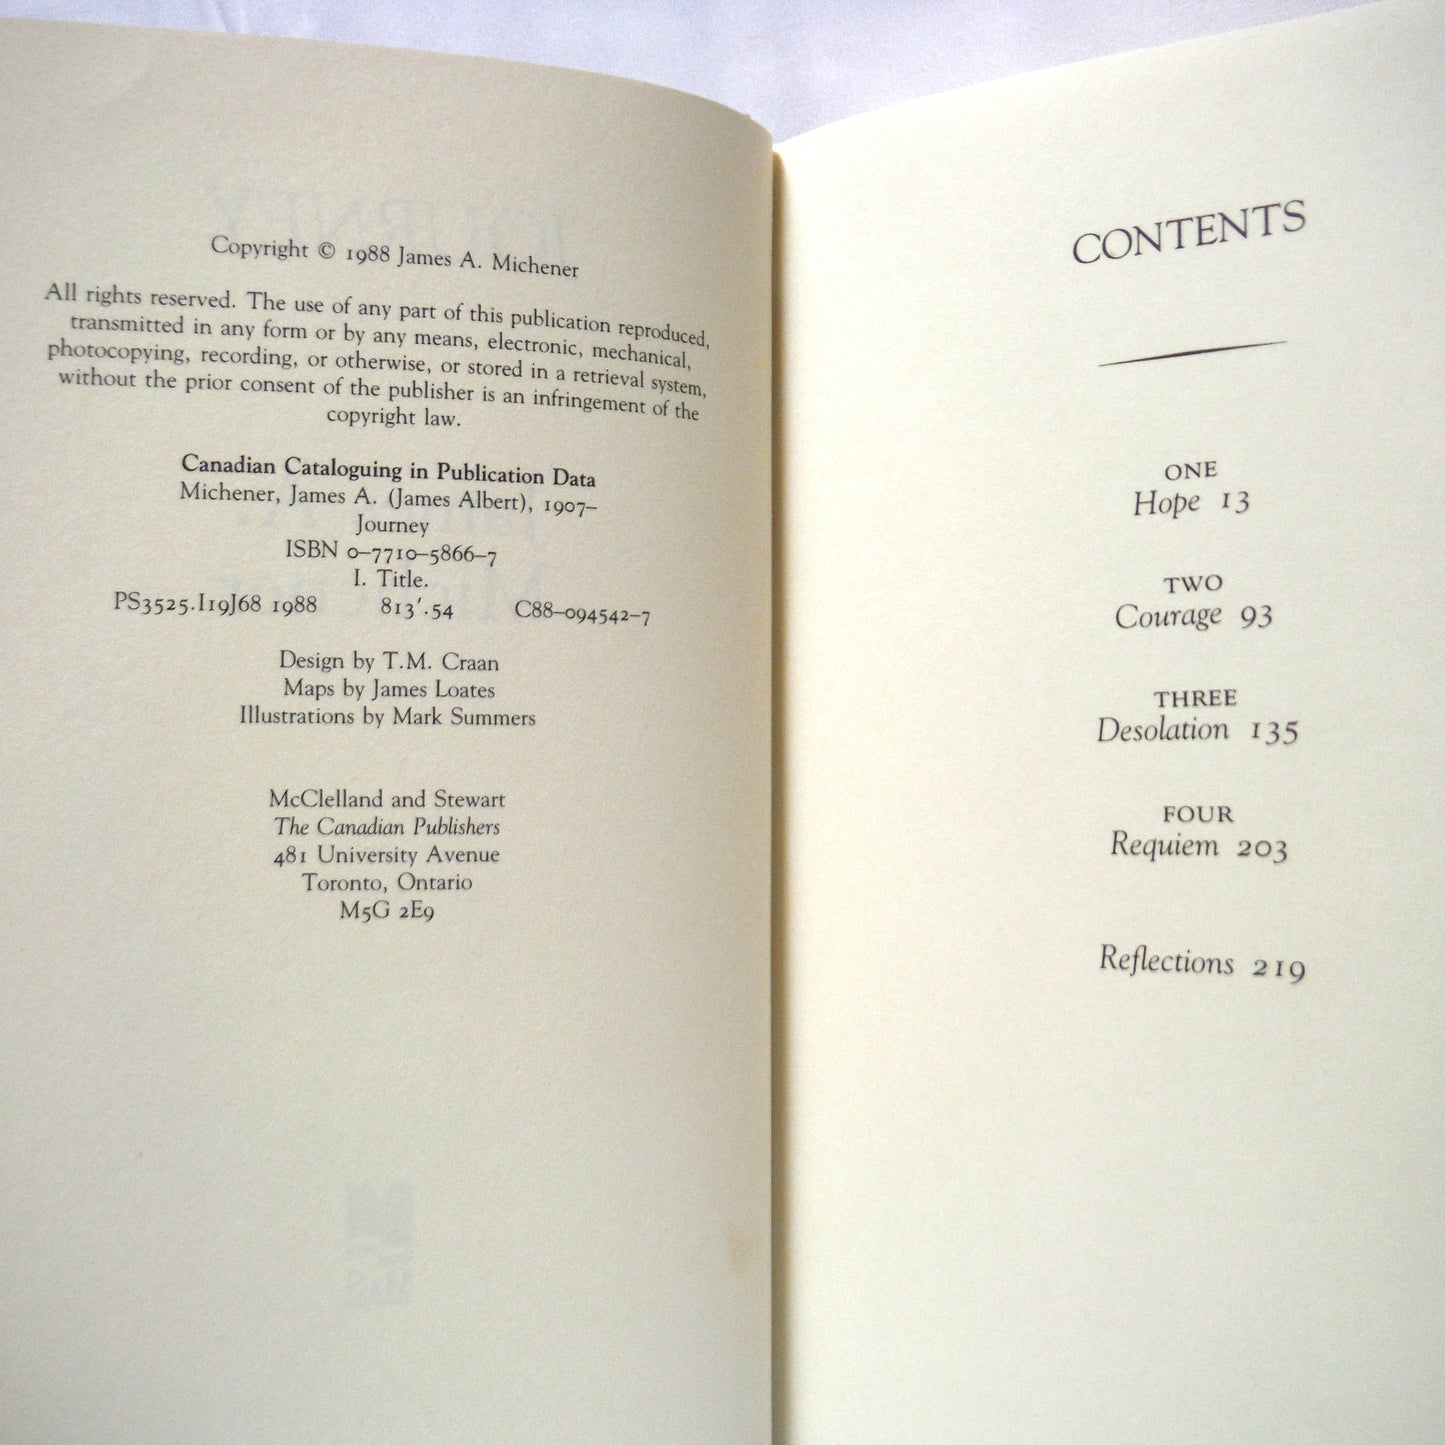 Copyright © 1988 James A. Michener
All rights reserved. The use of any part of this publication reproduced,
transmitted in any form or by any means, electronic, mechanical,
photocopying, recording, or otherwise, or stored in a retrieval system,
without the prior consent of the publisher is an infringement of the
copyright law.
Canadian Cataloguing in Publication Data
Michener, James A. (James Albert), 1907–
Journey
ISBN 0–7710–5866–7
I. Title.
PS3525.I19J68 1988 813′.54 C88–094542–7
Design by T.M. Craan
Maps by James Loates
Illustrations by Mark Summers
McClelland and Stewart
The Canadian Publishers
481 University Avenue
Toronto, Ontario
M5G 2E9
CONTENTS
ONE
Hope 13
TWO
Courage 93
THREE
Desolation 135
FOUR
Requiem 203
Reflections 219